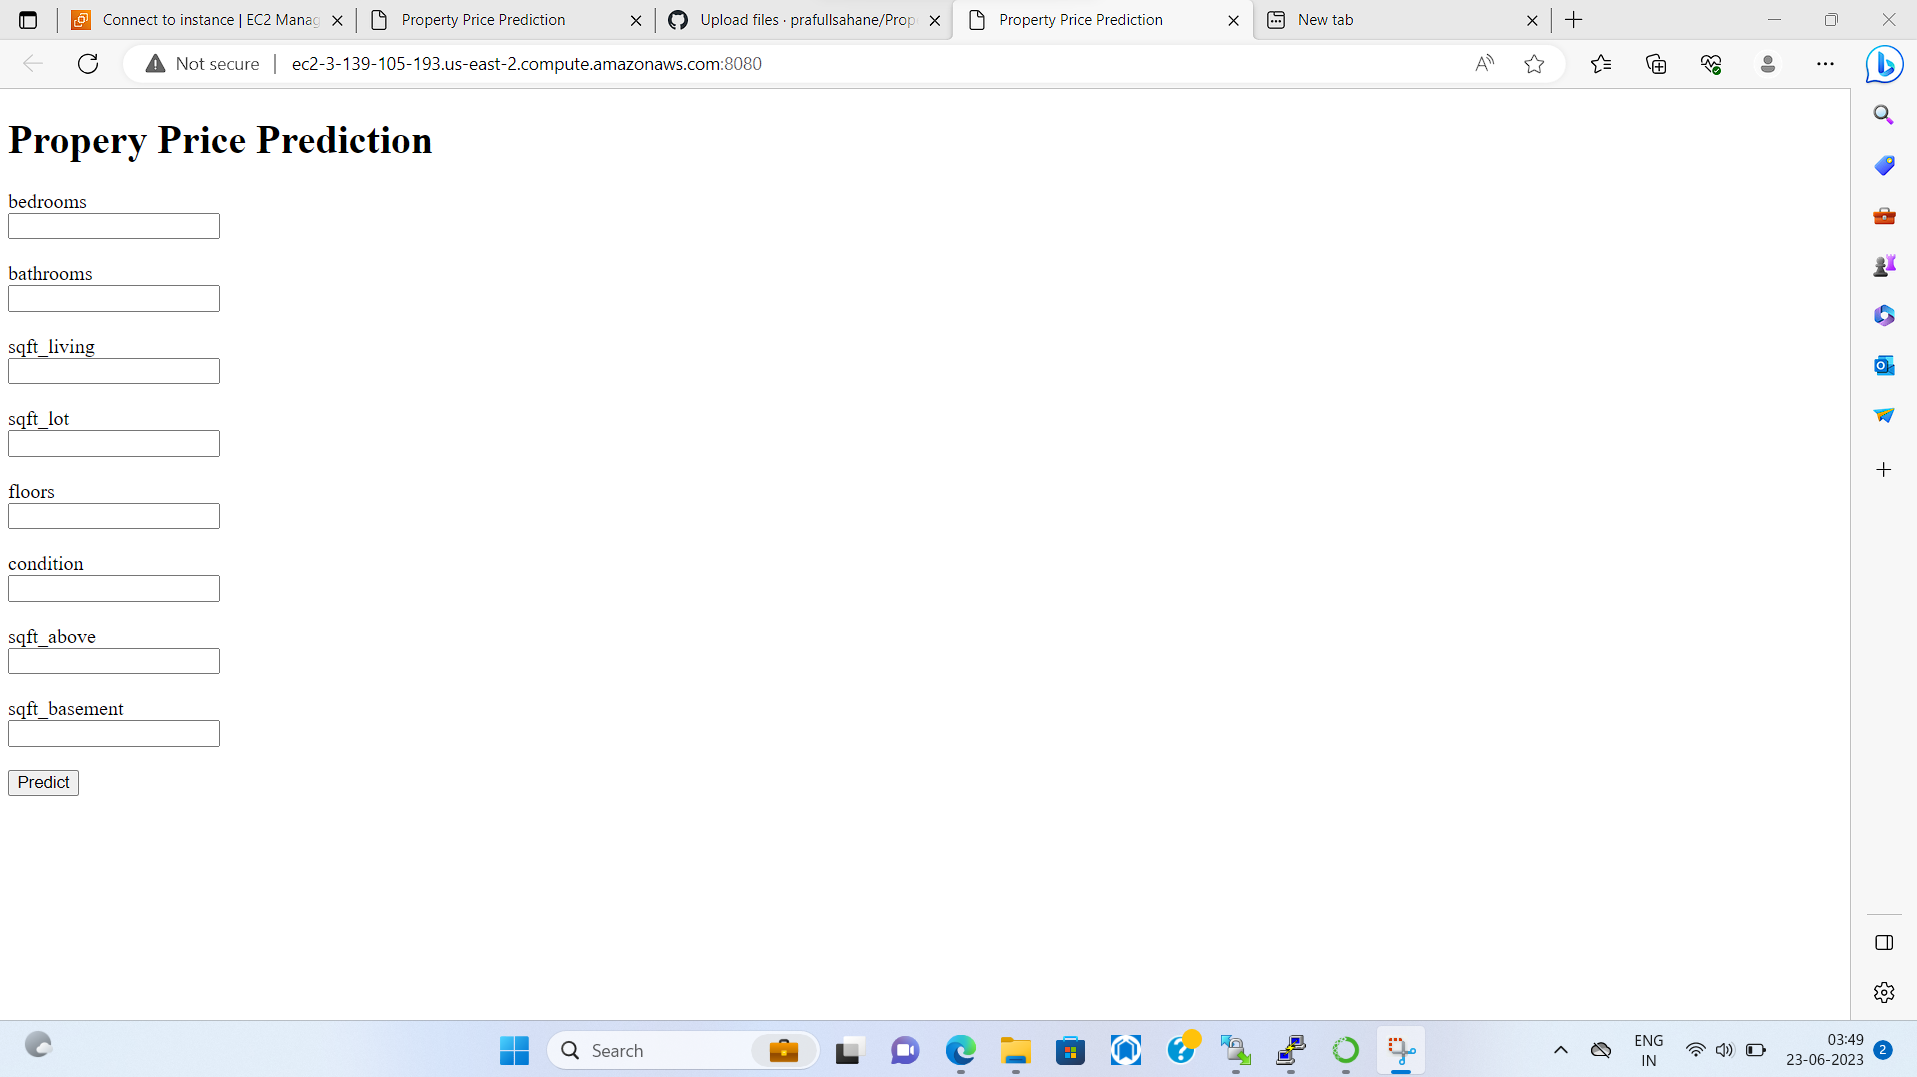 Connect to instance | EC2 Manag
Property Price Prediction
Upload files · prafullsahane/Prop
Property Price Prediction
New tab
Not secure
ec2-3-139-105-193.us-east-2.compute.amazonaws.com:8080
Propery Price Prediction
bedrooms
bathrooms
sqft_living
sqft_lot
floors
condition
sqft_above
sqft_basement
Predict
Search
ENG
IN
03:49
23-06-2023
2